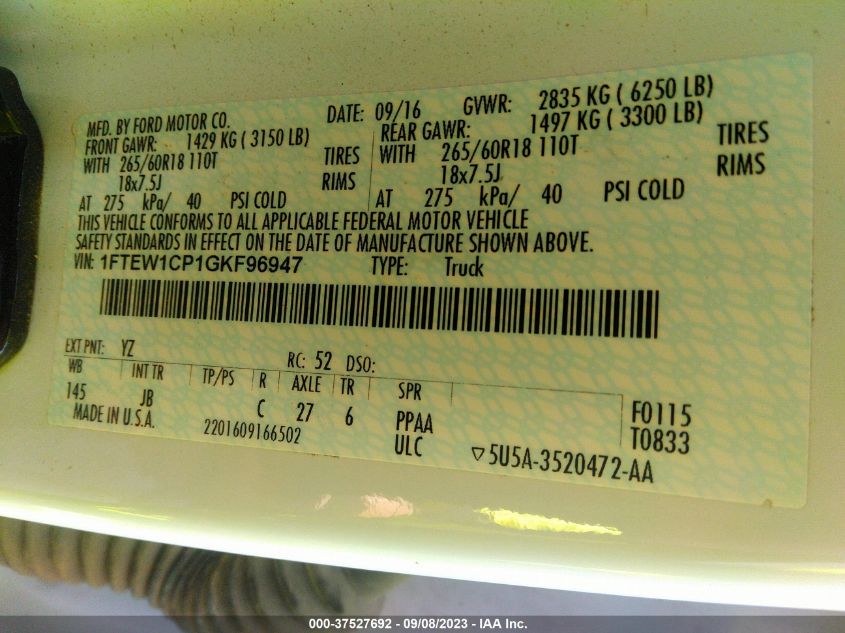 MFD. BY FORD MOTOR CO.
DATE: 09/16 GVWR: 2835 KG ( 6250 LB)
FRONT GAWR: 1429 KG ( 3150 LB)
REAR GAWR: 1497 KG ( 3300 LB)
WITH 265/60R18 110T TIRES
WITH 265/60R18 110T TIRES
18x7.5J RIMS
18x7.5J RIMS
AT 275 kPa/ 40 PSI COLD
AT 275 kPa/ 40 PSI COLD
THIS VEHICLE CONFORMS TO ALL APPLICABLE FEDERAL MOTOR VEHICLE
SAFETY STANDARDS IN EFFECT ON THE DATE OF MANUFACTURE SHOWN ABOVE.
VIN: 1FTEW1CP1GKF96947 TYPE: Truck
EXT PNT: YZ RC: 52 DSO:
WB INT TR TP/PS R AXLE TR SPR
145 JB C 27 6 PPAA F0115
MADE IN U.S.A. 2201609166502 ULC T0833
▽5U5A-3520472-AA
000-37527692 - 09/08/2023 - IAA Inc.